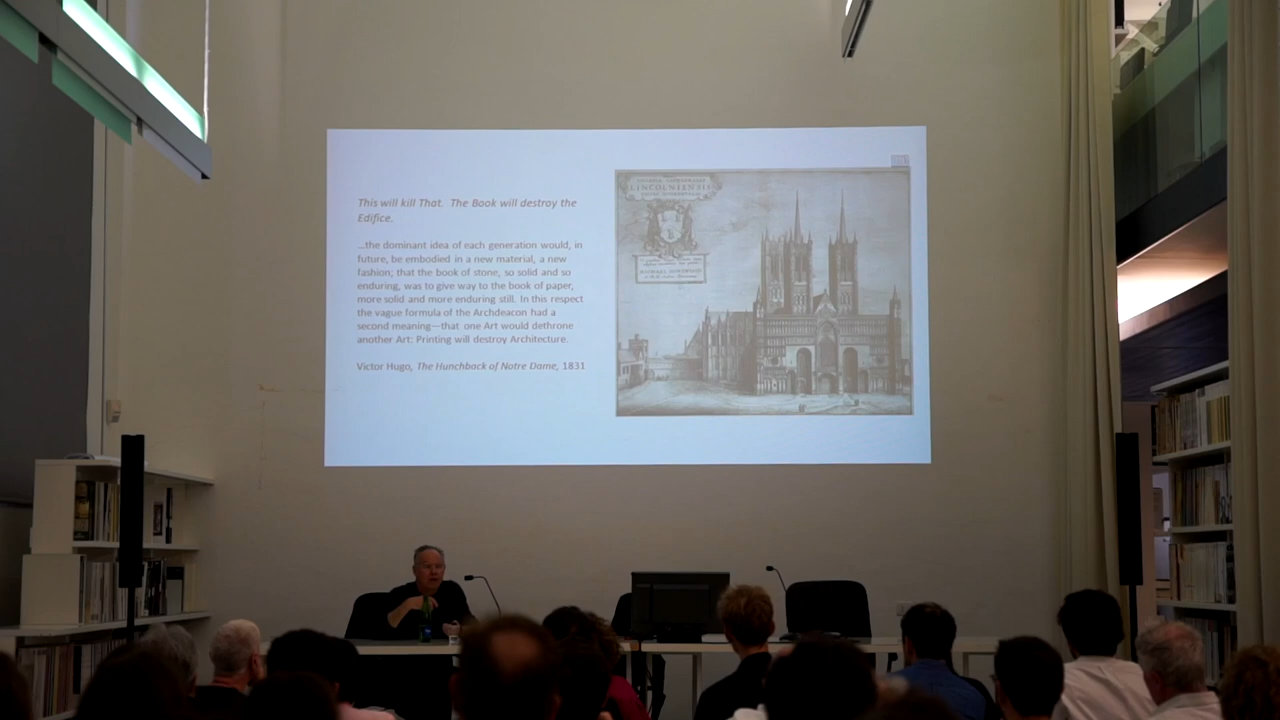 This will kill That. The Book will destroy the
Edifice.
...the dominant idea of each generation would, in
future, be embodied in a new material, a new
fashion; that the book of stone, so solid and so
enduring, was to give way to the book of paper,
more solid and more enduring still. In this respect
the vague formula of the Archdeacon had a
second meaning—that one Art would dethrone
another Art: Printing will destroy Architecture.
Victor Hugo, The Hunchback of Notre Dame, 1831
LINCOLNIENSIS